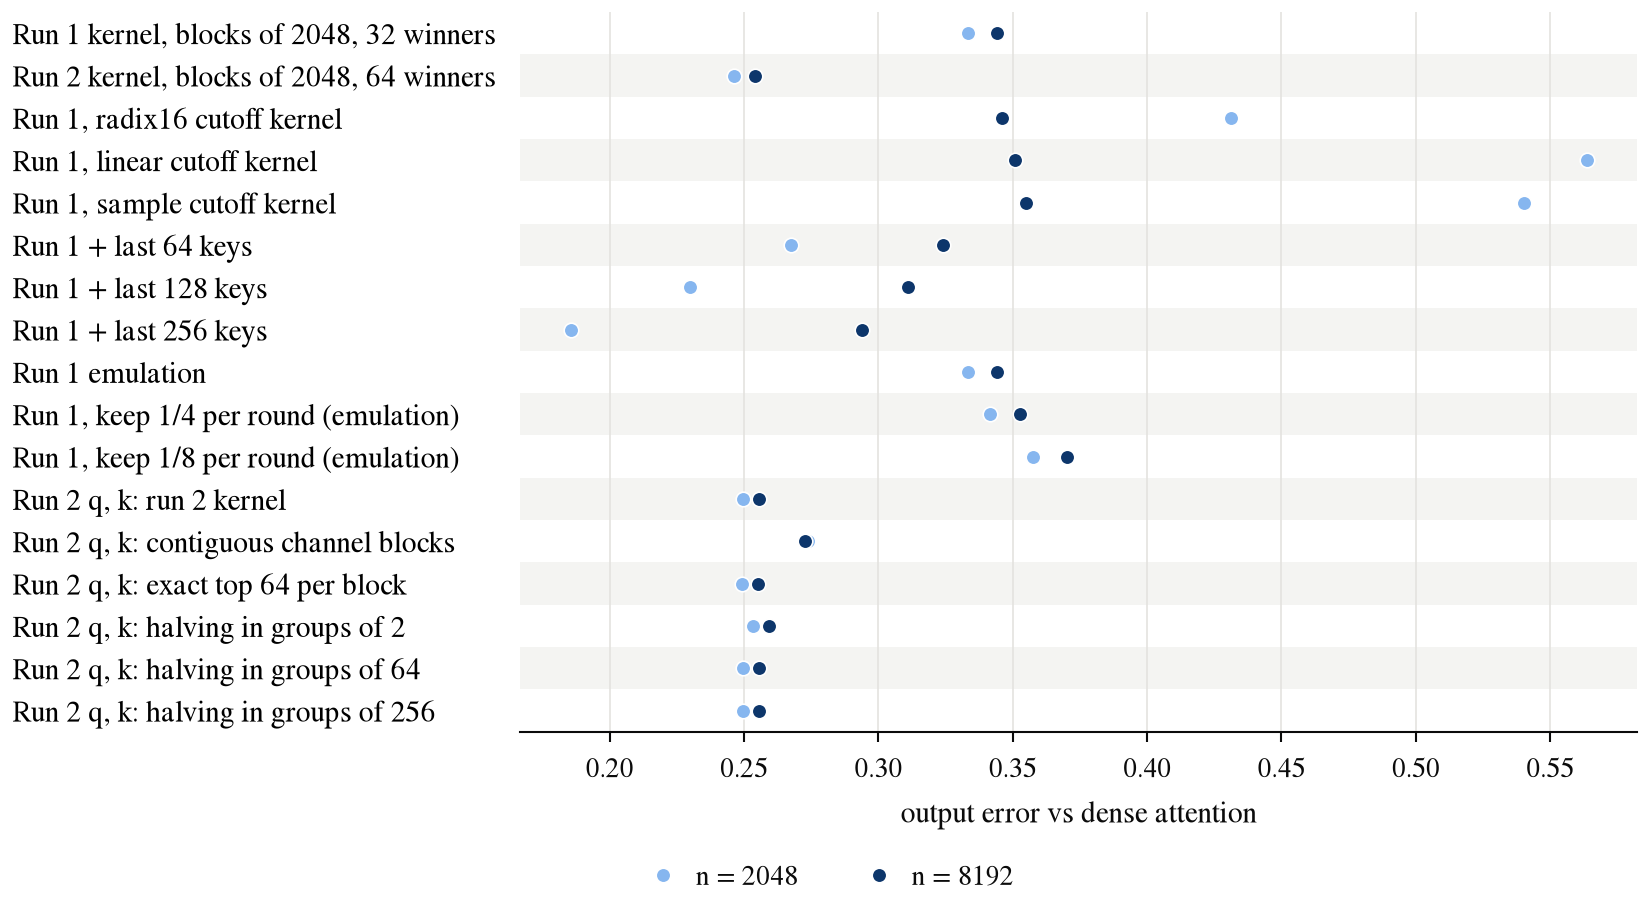 Run 1 kernel, blocks of 2048, 32 winners
Run 2 kernel, blocks of 2048, 64 winners
Run 1, radix16 cutoff kernel
Run 1, linear cutoff kernel
Run 1, sample cutoff kernel
Run 1 + last 64 keys
Run 1 + last 128 keys
Run 1 + last 256 keys
Run 1 emulation
Run 1, keep 1/4 per round (emulation)
Run 1, keep 1/8 per round (emulation)
Run 2 q, k: run 2 kernel
Run 2 q, k: contiguous channel blocks
Run 2 q, k: exact top 64 per block
Run 2 q, k: halving in groups of 2
Run 2 q, k: halving in groups of 64
Run 2 q, k: halving in groups of 256
0.20 0.25 0.30 0.35 0.40 0.45 0.50 0.55
output error vs dense attention
n = 2048 n = 8192